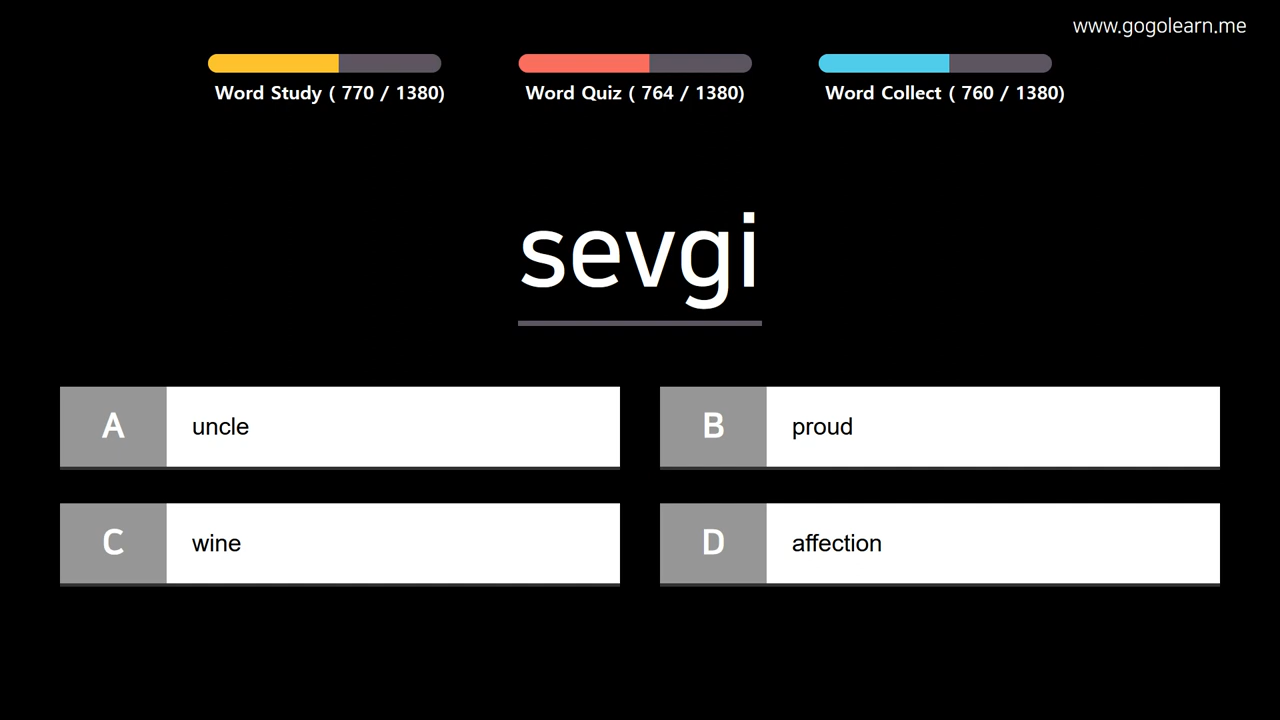 www.gogolearn.me
Word Study ( 770 / 1380)
Word Quiz ( 764 / 1380)
Word Collect ( 760 / 1380)
sevgi
A uncle
B proud
C wine
D affection